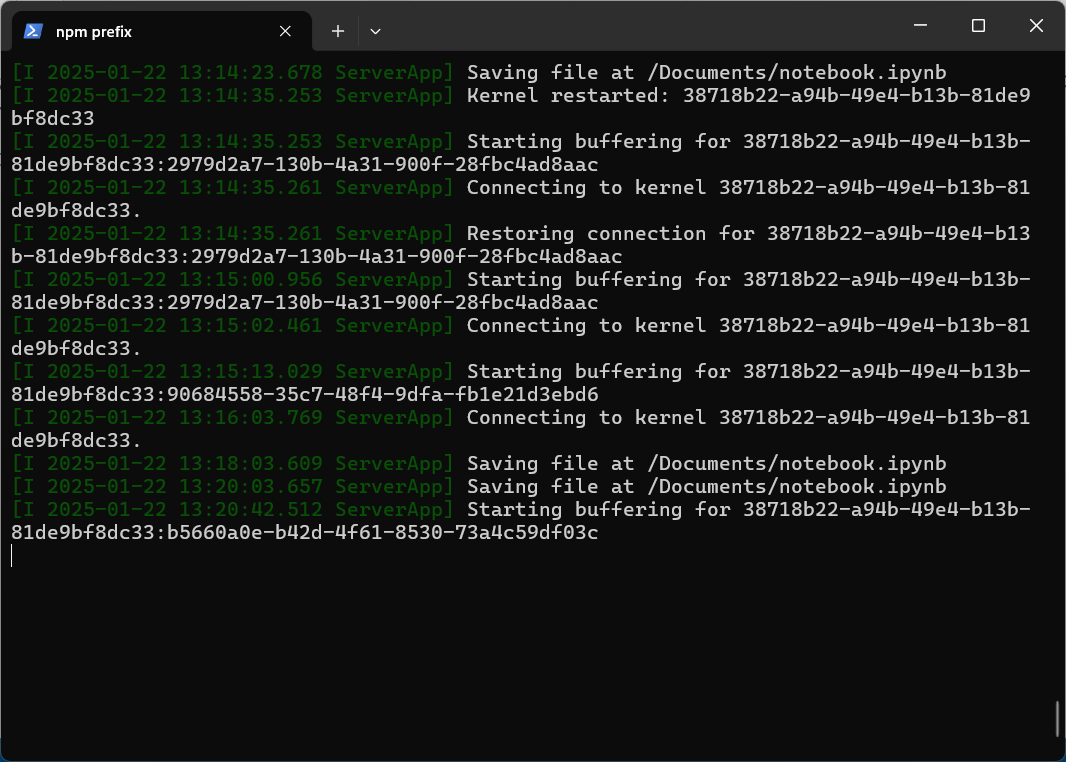 npm prefix
[I 2025-01-22 13:14:23.678 ServerApp] Saving file at /Documents/notebook.ipynb
[I 2025-01-22 13:14:35.253 ServerApp] Kernel restarted: 38718b22-a94b-49e4-b13b-81de9
bf8dc33
[I 2025-01-22 13:14:35.253 ServerApp] Starting buffering for 38718b22-a94b-49e4-b13b-
81de9bf8dc33:2979d2a7-130b-4a31-900f-28fbc4ad8aac
[I 2025-01-22 13:14:35.261 ServerApp] Connecting to kernel 38718b22-a94b-49e4-b13b-81
de9bf8dc33.
[I 2025-01-22 13:14:35.261 ServerApp] Restoring connection for 38718b22-a94b-49e4-b13
b-81de9bf8dc33:2979d2a7-130b-4a31-900f-28fbc4ad8aac
[I 2025-01-22 13:15:00.956 ServerApp] Starting buffering for 38718b22-a94b-49e4-b13b-
81de9bf8dc33:2979d2a7-130b-4a31-900f-28fbc4ad8aac
[I 2025-01-22 13:15:02.461 ServerApp] Connecting to kernel 38718b22-a94b-49e4-b13b-81
de9bf8dc33.
[I 2025-01-22 13:15:13.029 ServerApp] Starting buffering for 38718b22-a94b-49e4-b13b-
81de9bf8dc33:90684558-35c7-48f4-9dfa-fb1e21d3ebd6
[I 2025-01-22 13:16:03.769 ServerApp] Connecting to kernel 38718b22-a94b-49e4-b13b-81
de9bf8dc33.
[I 2025-01-22 13:18:03.609 ServerApp] Saving file at /Documents/notebook.ipynb
[I 2025-01-22 13:20:03.657 ServerApp] Saving file at /Documents/notebook.ipynb
[I 2025-01-22 13:20:42.512 ServerApp] Starting buffering for 38718b22-a94b-49e4-b13b-
81de9bf8dc33:b5660a0e-b42d-4f61-8530-73a4c59df03c